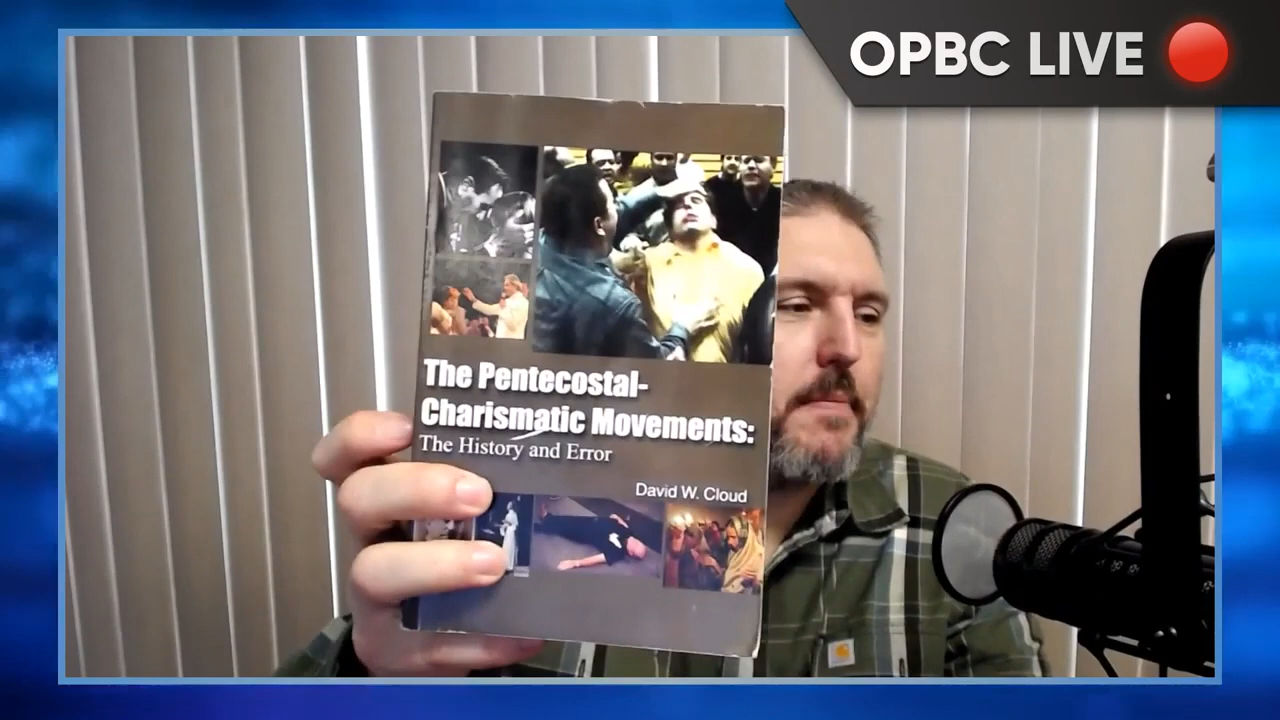 OPBC LIVE
The Pentecostal-
Charismatic Movements:
The History and Error
David W. Cloud